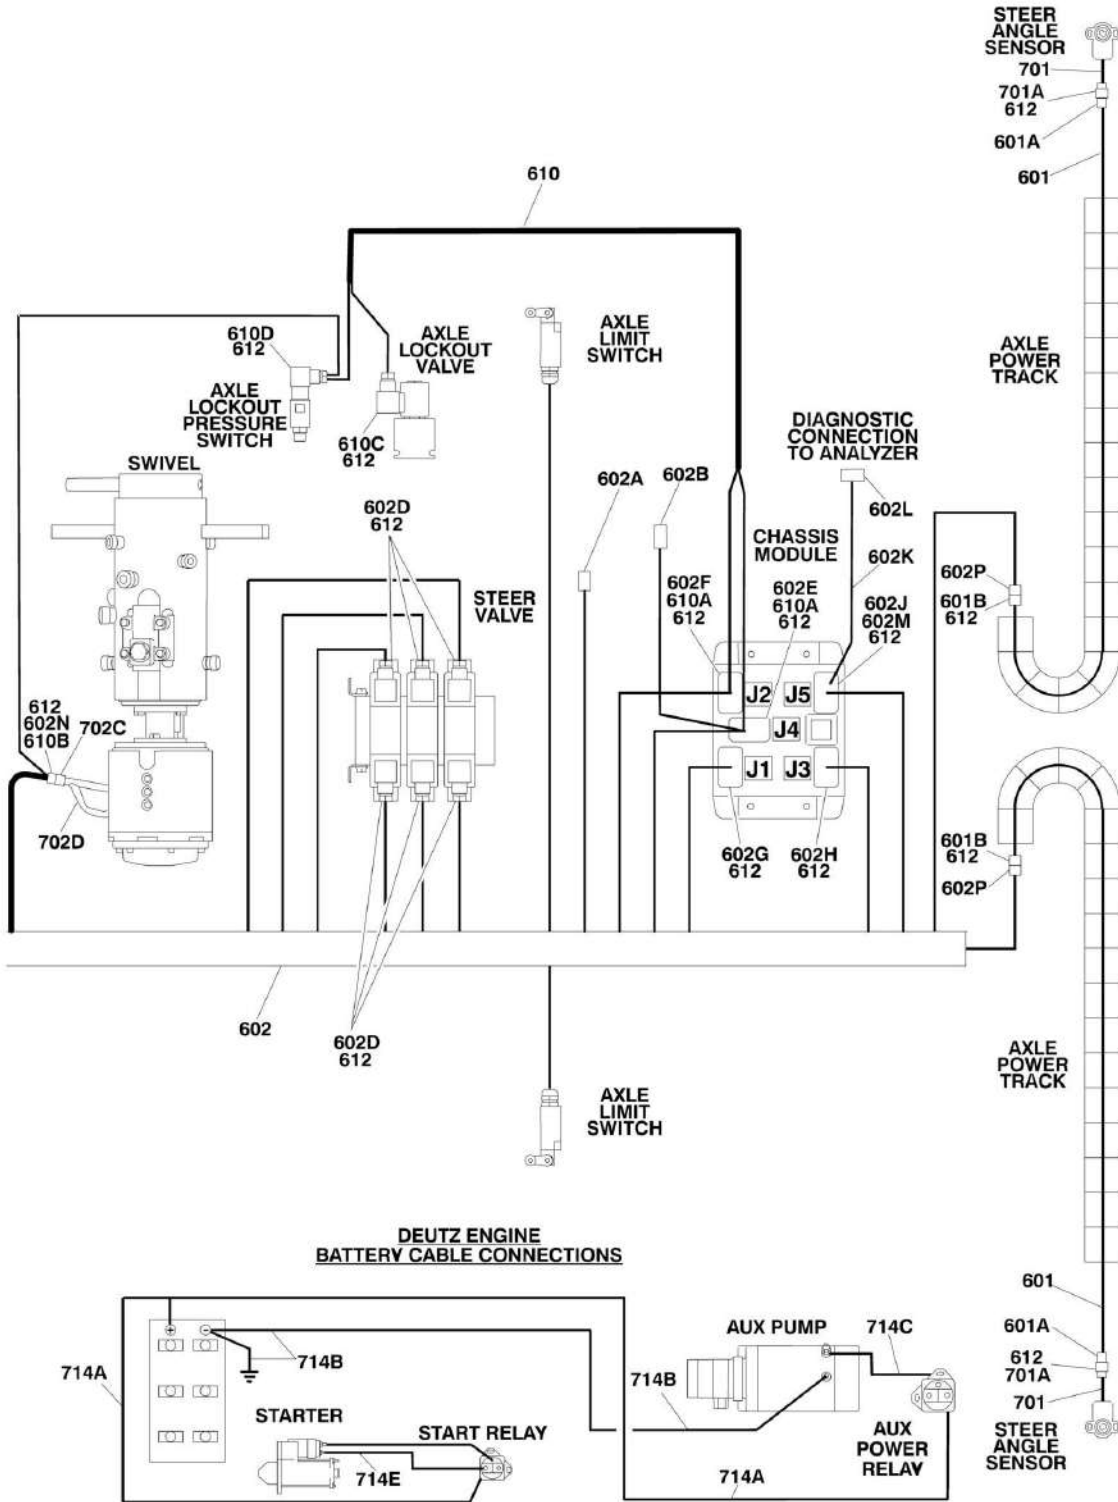 STEER
ANGLE
SENSOR
701
701A
612
601A
601
610
AXLE
POWER
TRACK
610D
612
AXLE
LOCKOUT
VALVE
AXLE
LIMIT
SWITCH
AXLE
LOCKOUT
PRESSURE
SWITCH
610C
612
DIAGNOSTIC
CONNECTION
TO ANALYZER
SWIVEL
602A
602B
602L
602D
612
CHASSIS
MODULE
602K
STEER
VALVE
602F
610A
612
602E
610A
612
602J
602M
612
602P
601B
612
J2
J5
J4
J1
J3
612
602N
610B
702C
702D
602G
612
602H
612
601B
612
602P
602
602D
612
AXLE
POWER
TRACK
AXLE
LIMIT
SWITCH
DEUTZ ENGINE
BATTERY CABLE CONNECTIONS
601
601A
612
701A
701
STEER
ANGLE
SENSOR
+
-
714A
714B
AUX PUMP
714C
714B
STARTER
START RELAY
714E
AUX
POWER
RELAY
714A